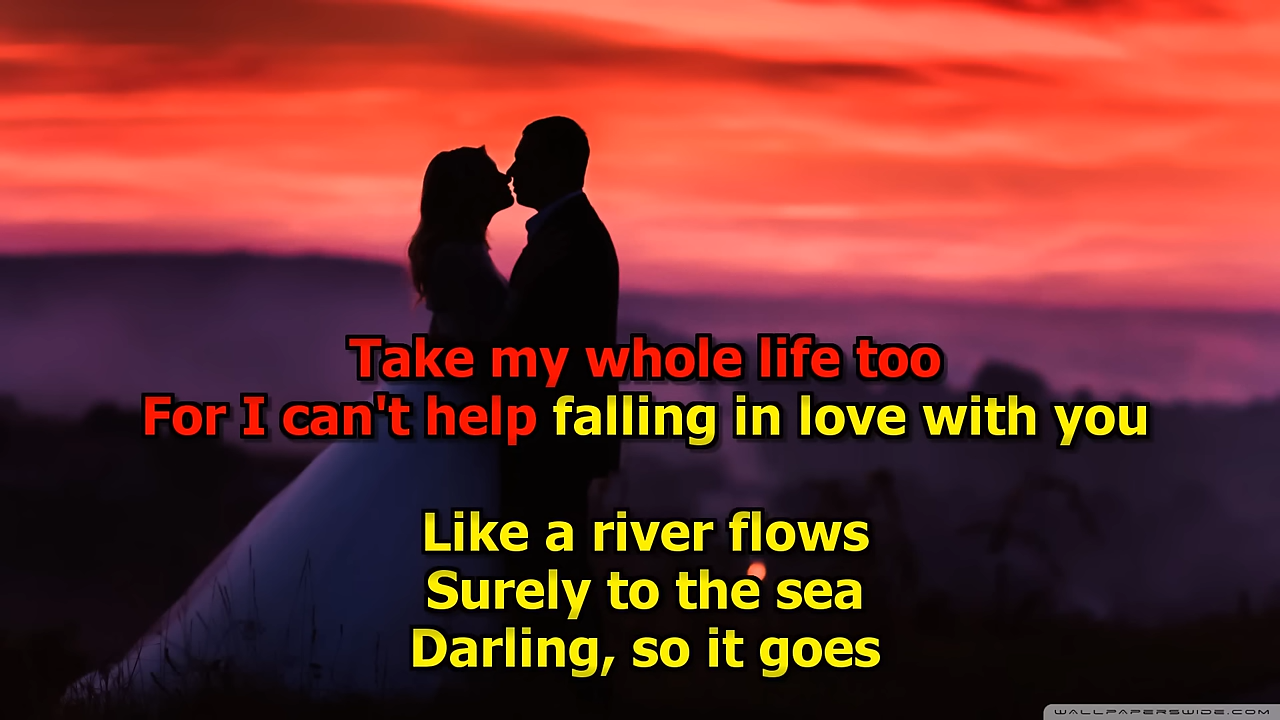 Take my whole life too
For I can't help falling in love with you
Like a river flows
Surely to the sea
Darling, so it goes
WALLPAPERSWIDE.COM